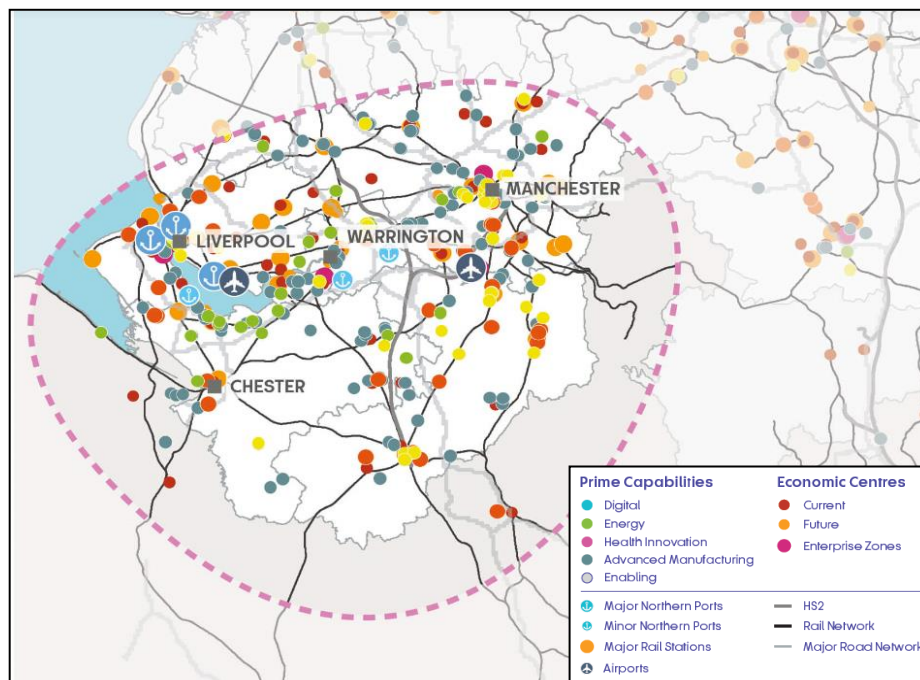 MANCHESTER
WARRINGTON
LIVERPOOL
CHESTER
Prime Capabilities
Digital
Energy
Health Innovation
Advanced Manufacturing
Enabling
Economic Centres
Current
Future
Enterprise Zones
Major Northern Ports
Minor Northern Ports
Major Rail Stations
Airports
HS2
Rail Network
Major Road Network